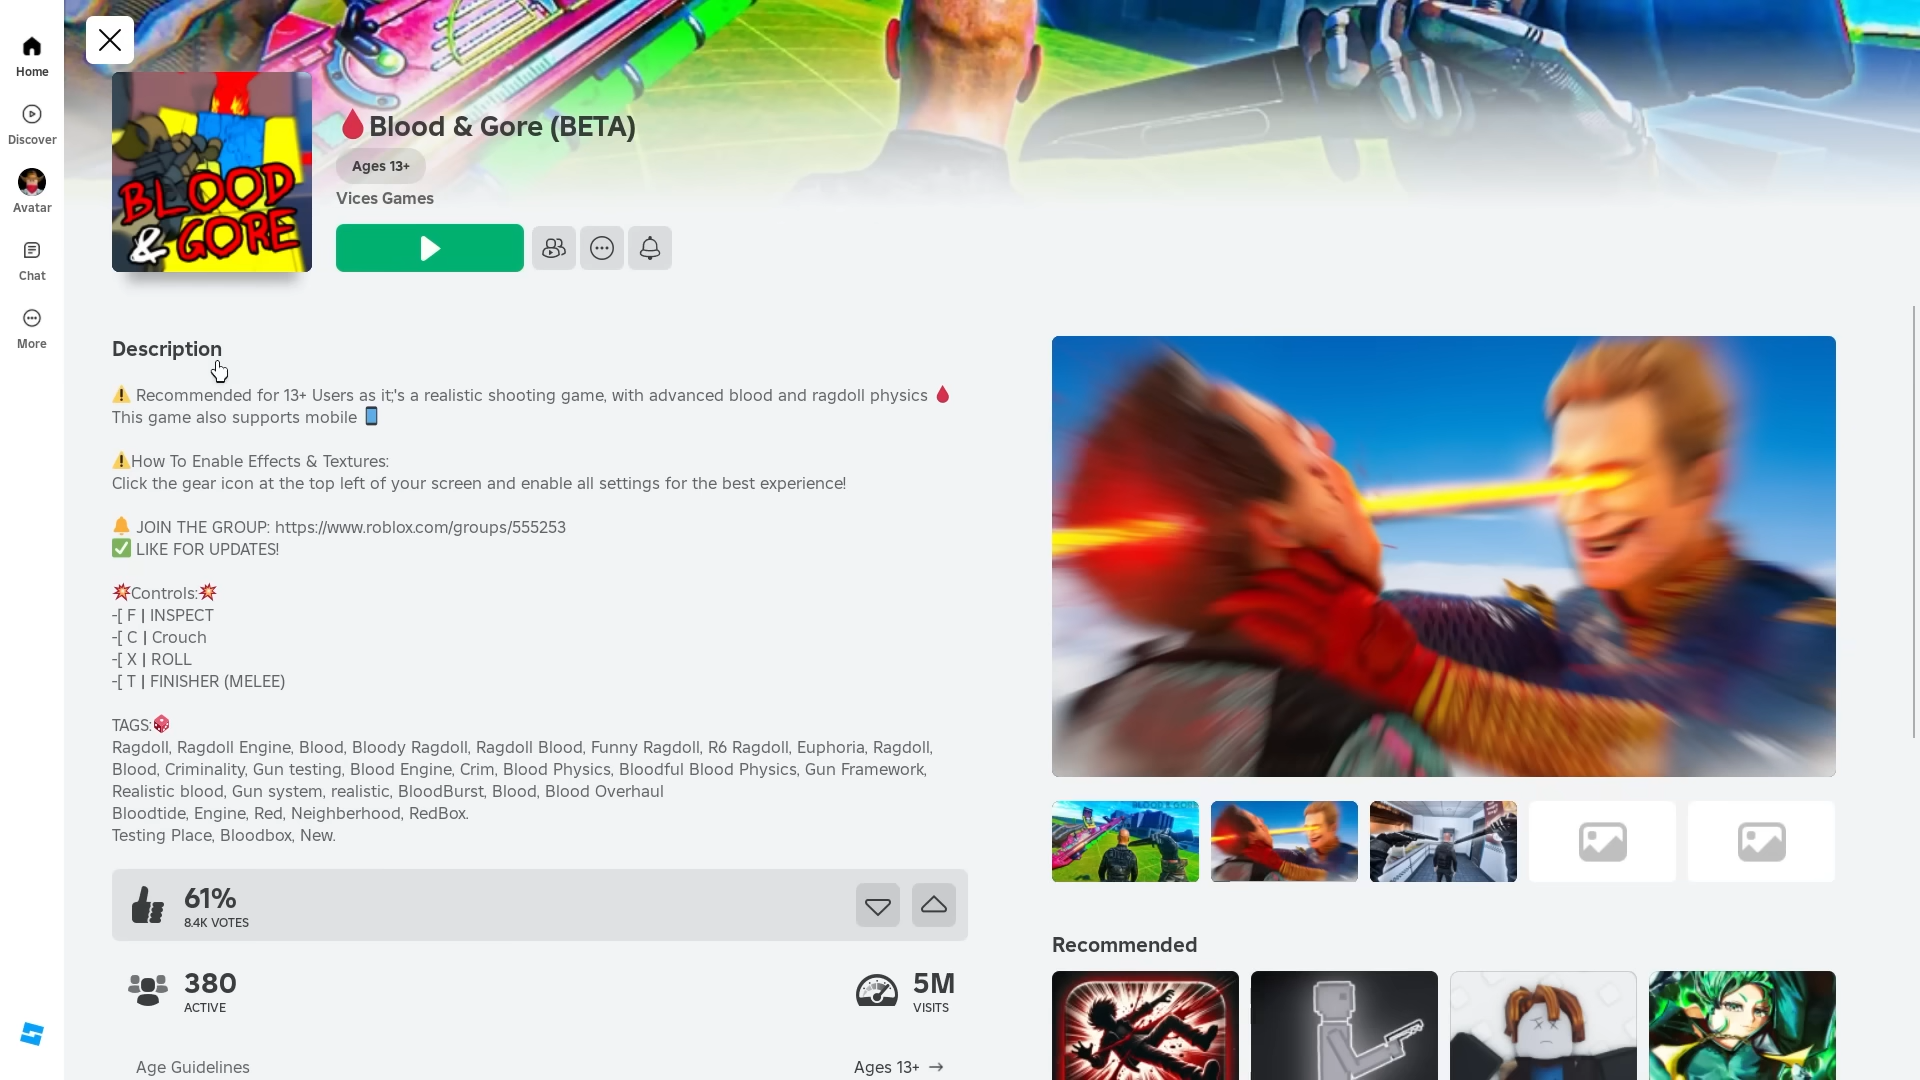 Home
Discover
Avatar
Chat
More
BLOOD
& GORE
🩸Blood & Gore (BETA)
Ages 13+
Vices Games
Description
⚠️ Recommended for 13+ Users as it;'s a realistic shooting game, with advanced blood and ragdoll physics 🩸
This game also supports mobile 📱
⚠️How To Enable Effects & Textures:
Click the gear icon at the top left of your screen and enable all settings for the best experience!
🔔 JOIN THE GROUP: https://www.roblox.com/groups/555253
✅ LIKE FOR UPDATES!
💥Controls:💥
-[ F | INSPECT
-[ C | Crouch
-[ X | ROLL
-[ T | FINISHER (MELEE)
TAGS:🎲
Ragdoll, Ragdoll Engine, Blood, Bloody Ragdoll, Ragdoll Blood, Funny Ragdoll, R6 Ragdoll, Euphoria, Ragdoll,
Blood, Criminality, Gun testing, Blood Engine, Crim, Blood Physics, Bloodful Blood Physics, Gun Framework,
Realistic blood, Gun system, realistic, BloodBurst, Blood, Blood Overhaul
Bloodtide, Engine, Red, Neighborhood, RedBox.
Testing Place, Bloodbox, New.
61%
8.4K VOTES
380
ACTIVE
5M
VISITS
Age Guidelines
Ages 13+ →
BLOOD & GORE
Recommended